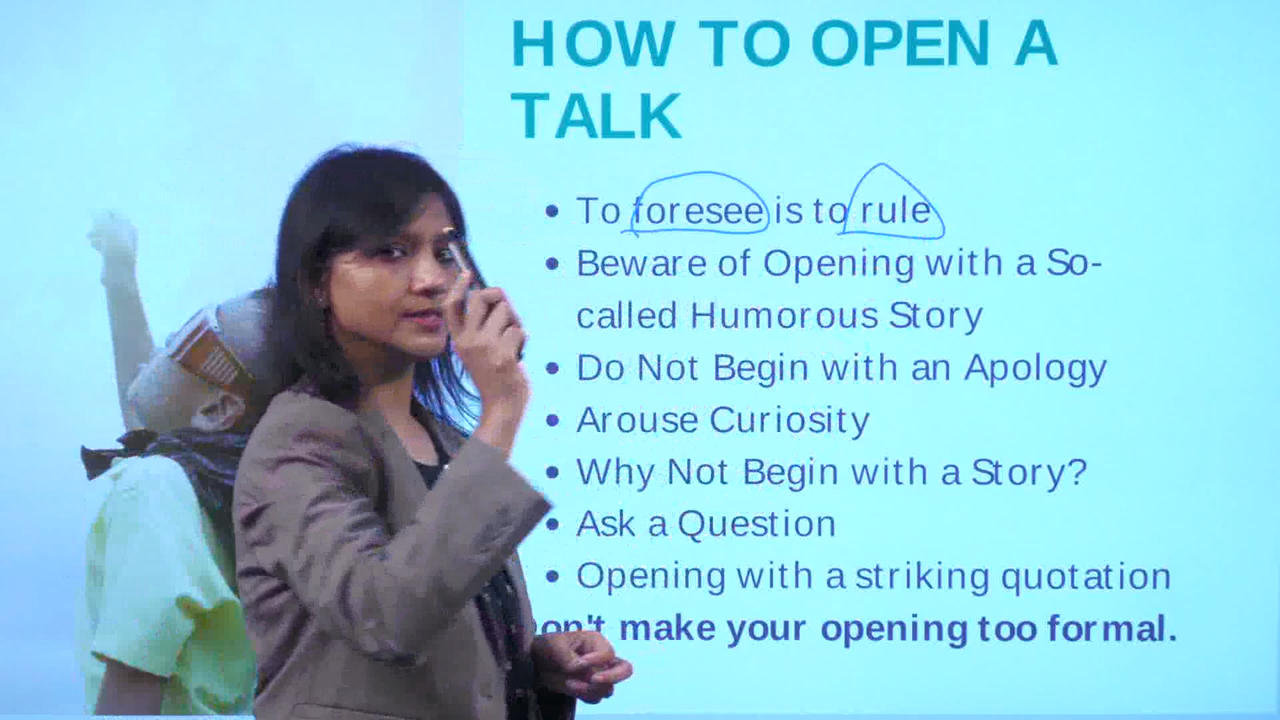 HOW TO OPEN A
TALK
• To foresee is to rule
• Beware of Opening with a So-
called Humorous Story
• Do Not Begin with an Apology
• Arouse Curiosity
• Why Not Begin with a Story?
• Ask a Question
• Opening with a striking quotation
make your opening too formal.